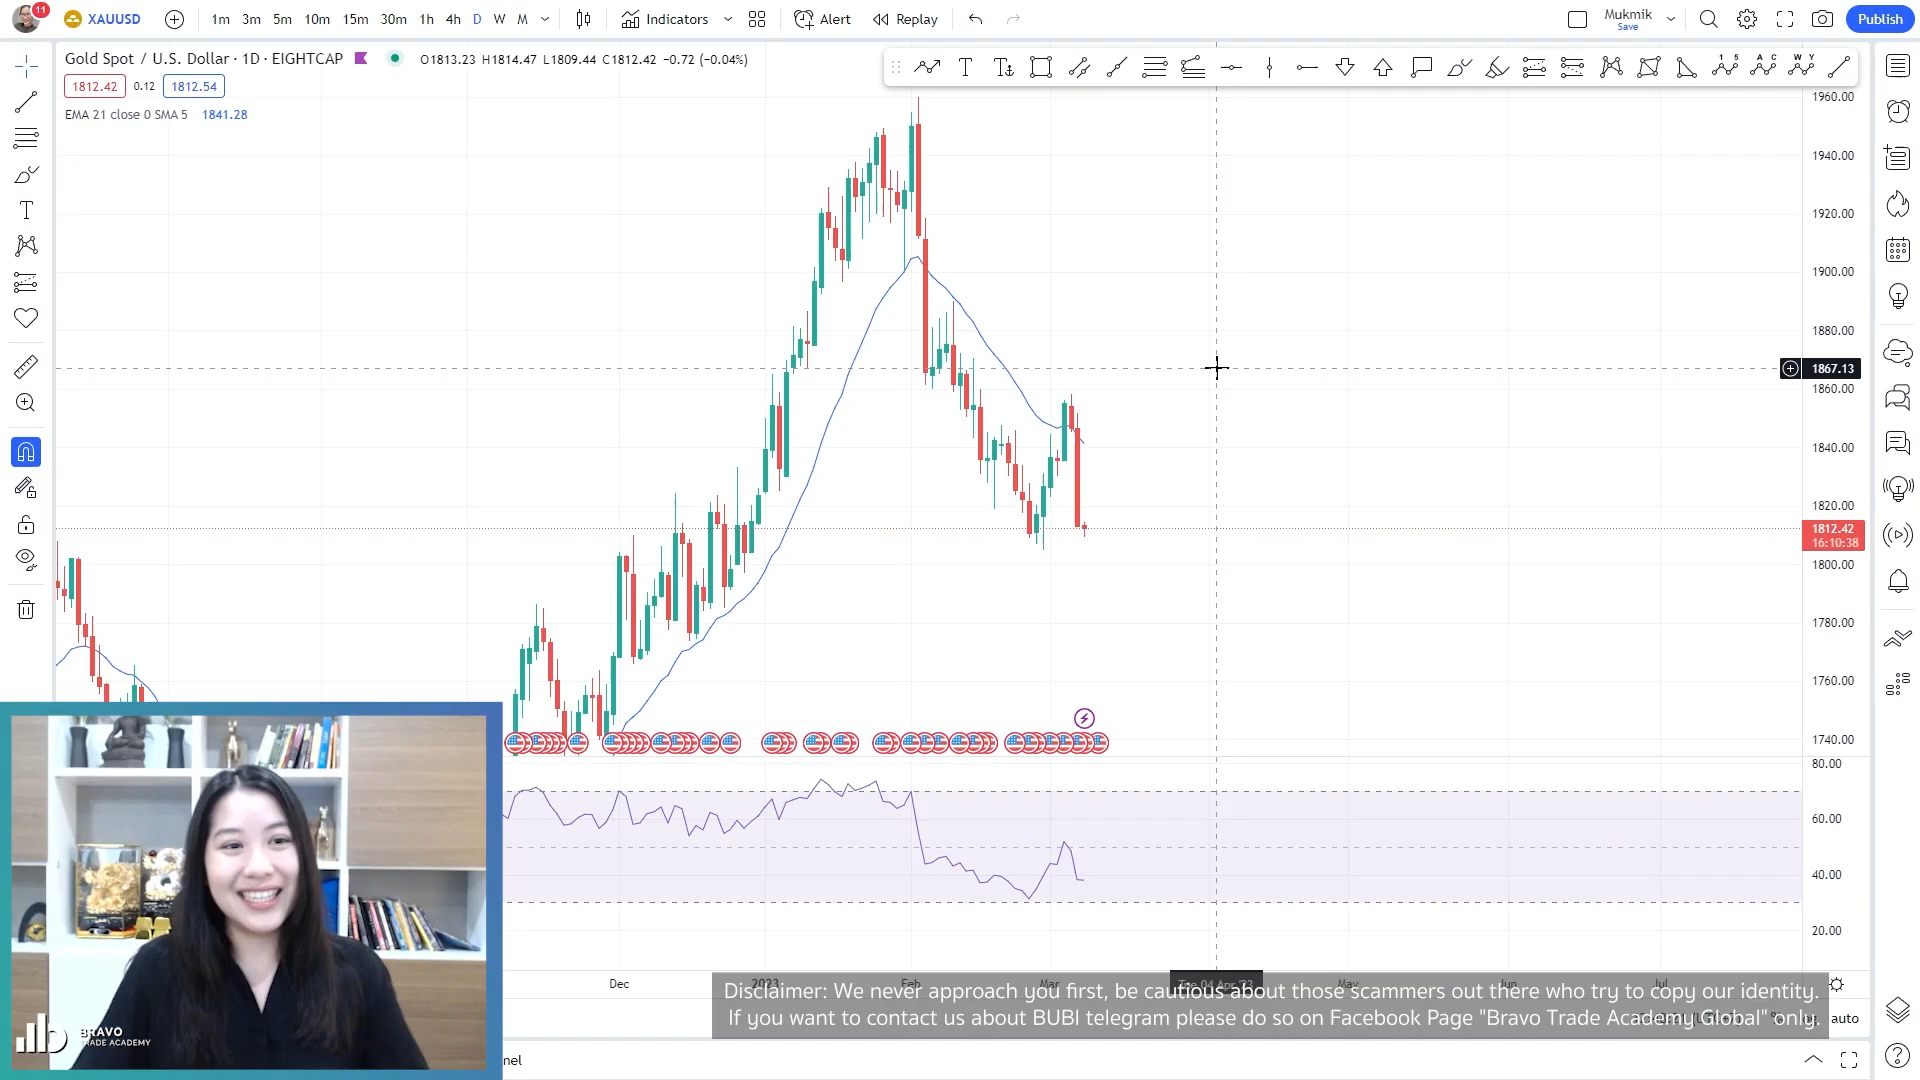 11
XAUUSD
1m 3m 5m 10m 15m 30m 1h 4h D W M
Indicators
Alert
Replay
Mukmik
Save
Publish
Gold Spot / U.S. Dollar · 1D · EIGHTCAP
O1813.23 H1814.47 L1809.44 C1812.42 −0.72 (−0.04%)
1812.42 0.12 1812.54
EMA 21 close 0 SMA 5 1841.28
1960.00
1940.00
1920.00
1900.00
1880.00
1867.13
1860.00
1840.00
1820.00
1812.42
16:10:38
1800.00
1780.00
1760.00
1740.00
80.00
60.00
40.00
20.00
Dec 2023 Feb Mar Tue 04 Apr '23 May Jun Jul
Disclaimer: We never approach you first, be cautious about those scammers out there who try to copy our identity.
If you want to contact us about BUBI telegram please do so on Facebook Page "Bravo Trade Academy Global" only.
auto
nel
BRAVO
TRADE ACADEMY